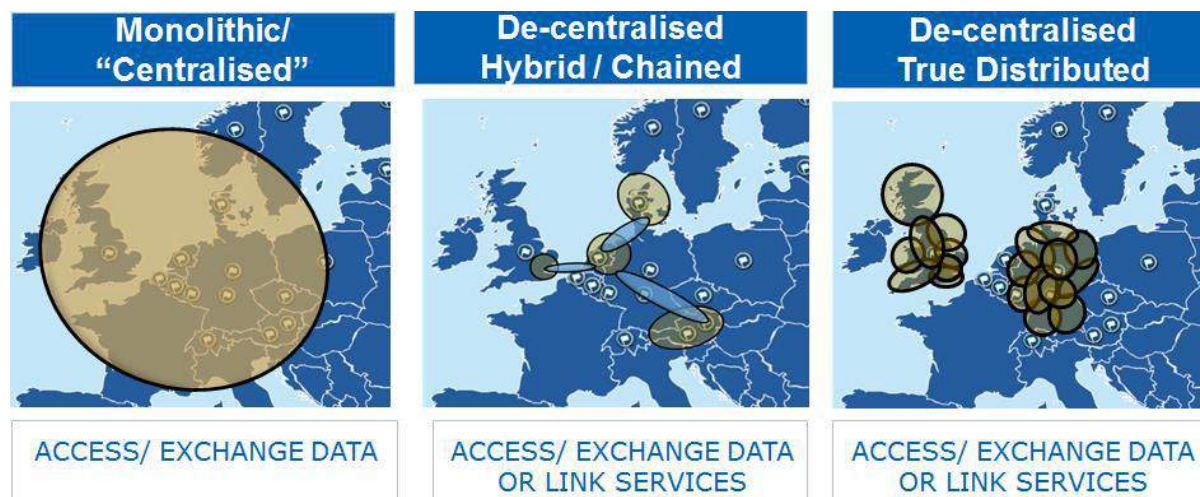 Monolithic/
“Centralised”
De-centralised
Hybrid / Chained
De-centralised
True Distributed
ACCESS/ EXCHANGE DATA
ACCESS/ EXCHANGE DATA
OR LINK SERVICES
ACCESS/ EXCHANGE DATA
OR LINK SERVICES